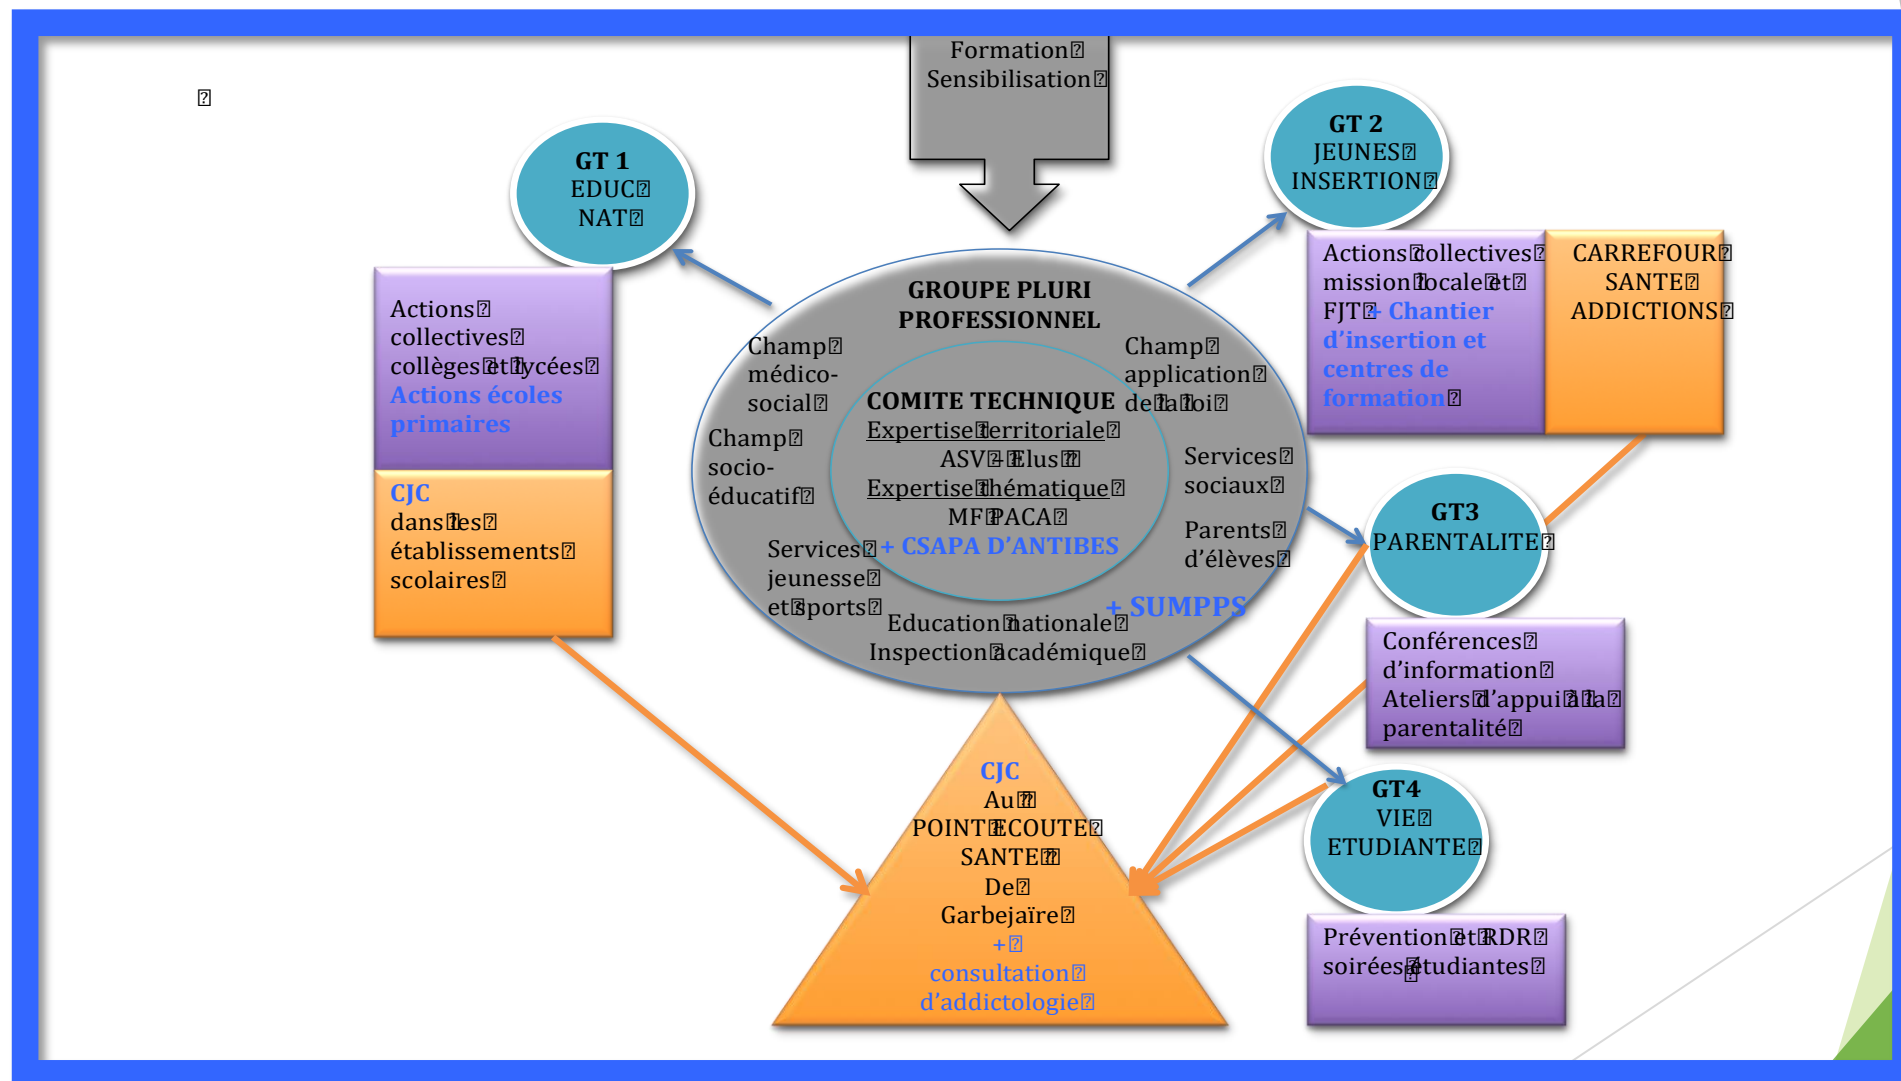 Formation
Sensibilisation
GT 1
EDUC
NAT
GT 2
JEUNES
INSERTION
Actions
collectives
collèges et lycées
Actions écoles
primaires
CJC
dans les
établissements
scolaires
GROUPE PLURI
PROFESSIONNEL
Champ
médico-
social
Champ
socio-
éducatif
Services
jeunesse
et sports
Champ
application
de la loi
Services
sociaux
Parents
d'élèves
+ SUMPPS
Education nationale
Inspection académique
COMITE TECHNIQUE
Expertise territoriale
ASV – Elus
Expertise thématique
MF PACA
+ CSAPA D'ANTIBES
Actions collectives
mission locale et
FJT + Chantier
d'insertion et
centres de
formation
CARREFOUR
SANTE
ADDICTIONS
GT3
PARENTALITE
Conférences
d'information
Ateliers d'appui à la
parentalité
GT4
VIE
ETUDIANTE
Prévention et RDR
soirées étudiantes
CJC
Au
POINT ECOUTE
SANTE
De
Garbejaïre
+
consultation
d'addictologie